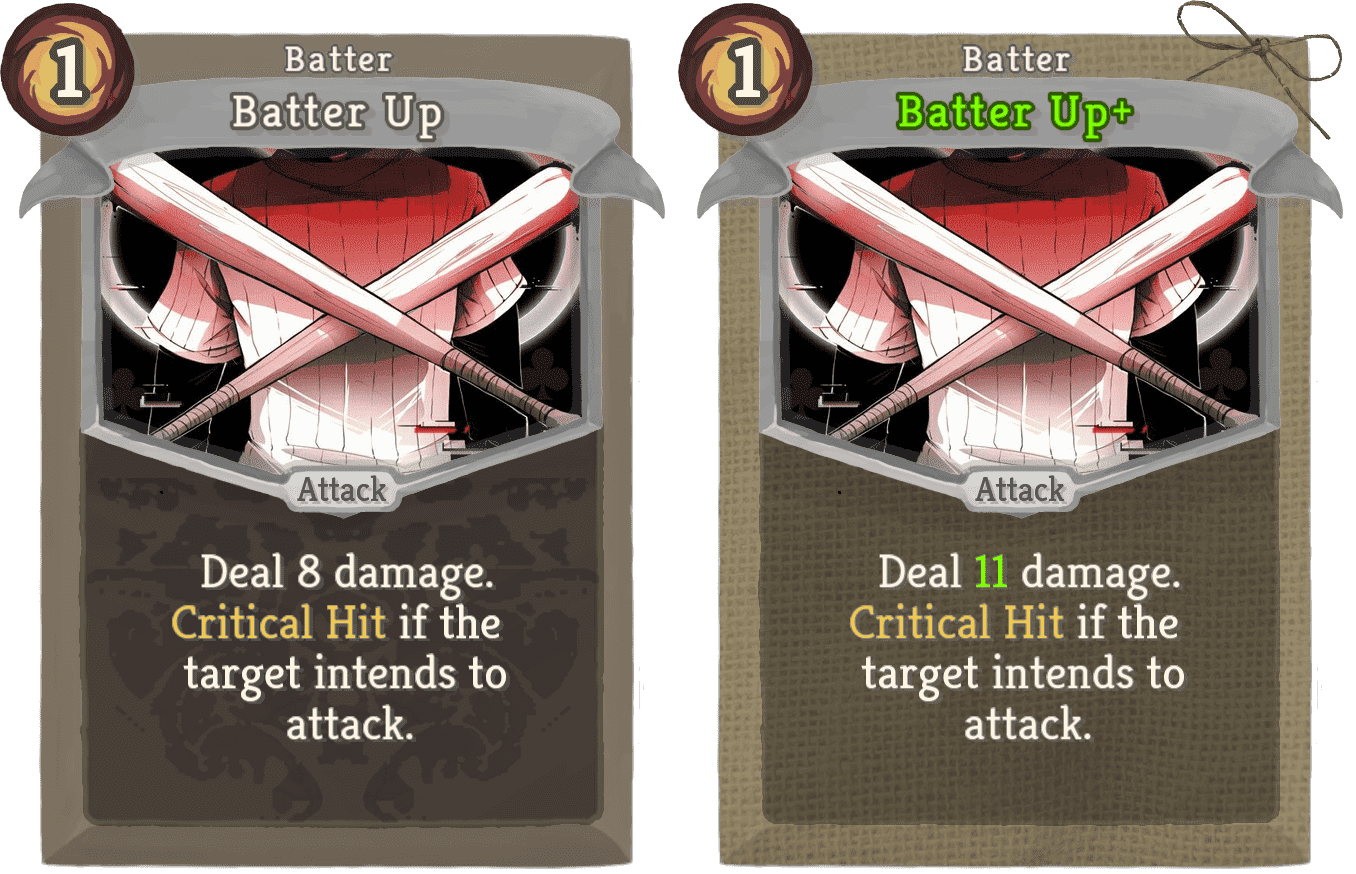 1
Batter
Batter Up
Attack
Deal 8 damage.
Critical Hit if the
target intends to
attack.
1
Batter
Batter Up+
Attack
Deal 11 damage.
Critical Hit if the
target intends to
attack.